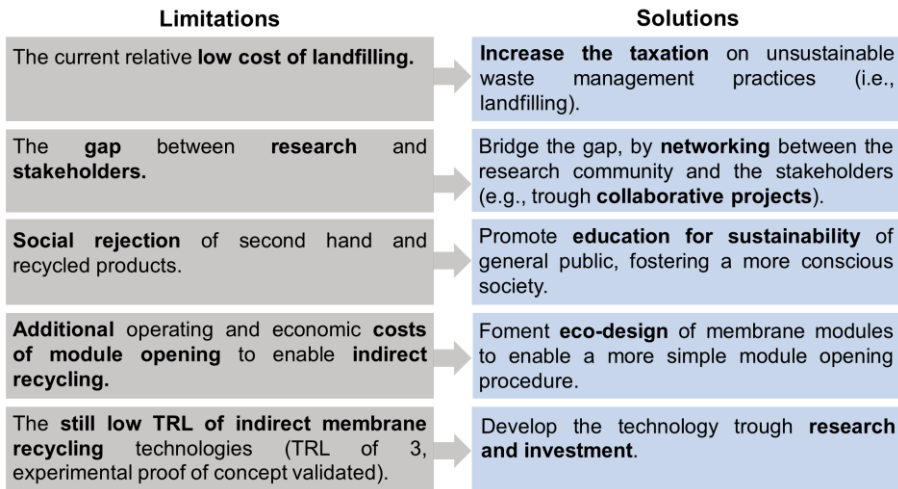 Limitations
Solutions
The current relative low cost of landfilling.
Increase the taxation on unsustainable
waste management practices (i.e.,
landfilling).
The gap between research and
stakeholders.
Bridge the gap, by networking between the
research community and the stakeholders
(e.g., trough collaborative projects).
Social rejection of second hand and
recycled products.
Promote education for sustainability of
general public, fostering a more conscious
society.
Additional operating and economic costs
of module opening to enable indirect
recycling.
Foment eco-design of membrane modules
to enable a more simple module opening
procedure.
The still low TRL of indirect membrane
recycling technologies (TRL of 3,
experimental proof of concept validated).
Develop the technology trough research
and investment.